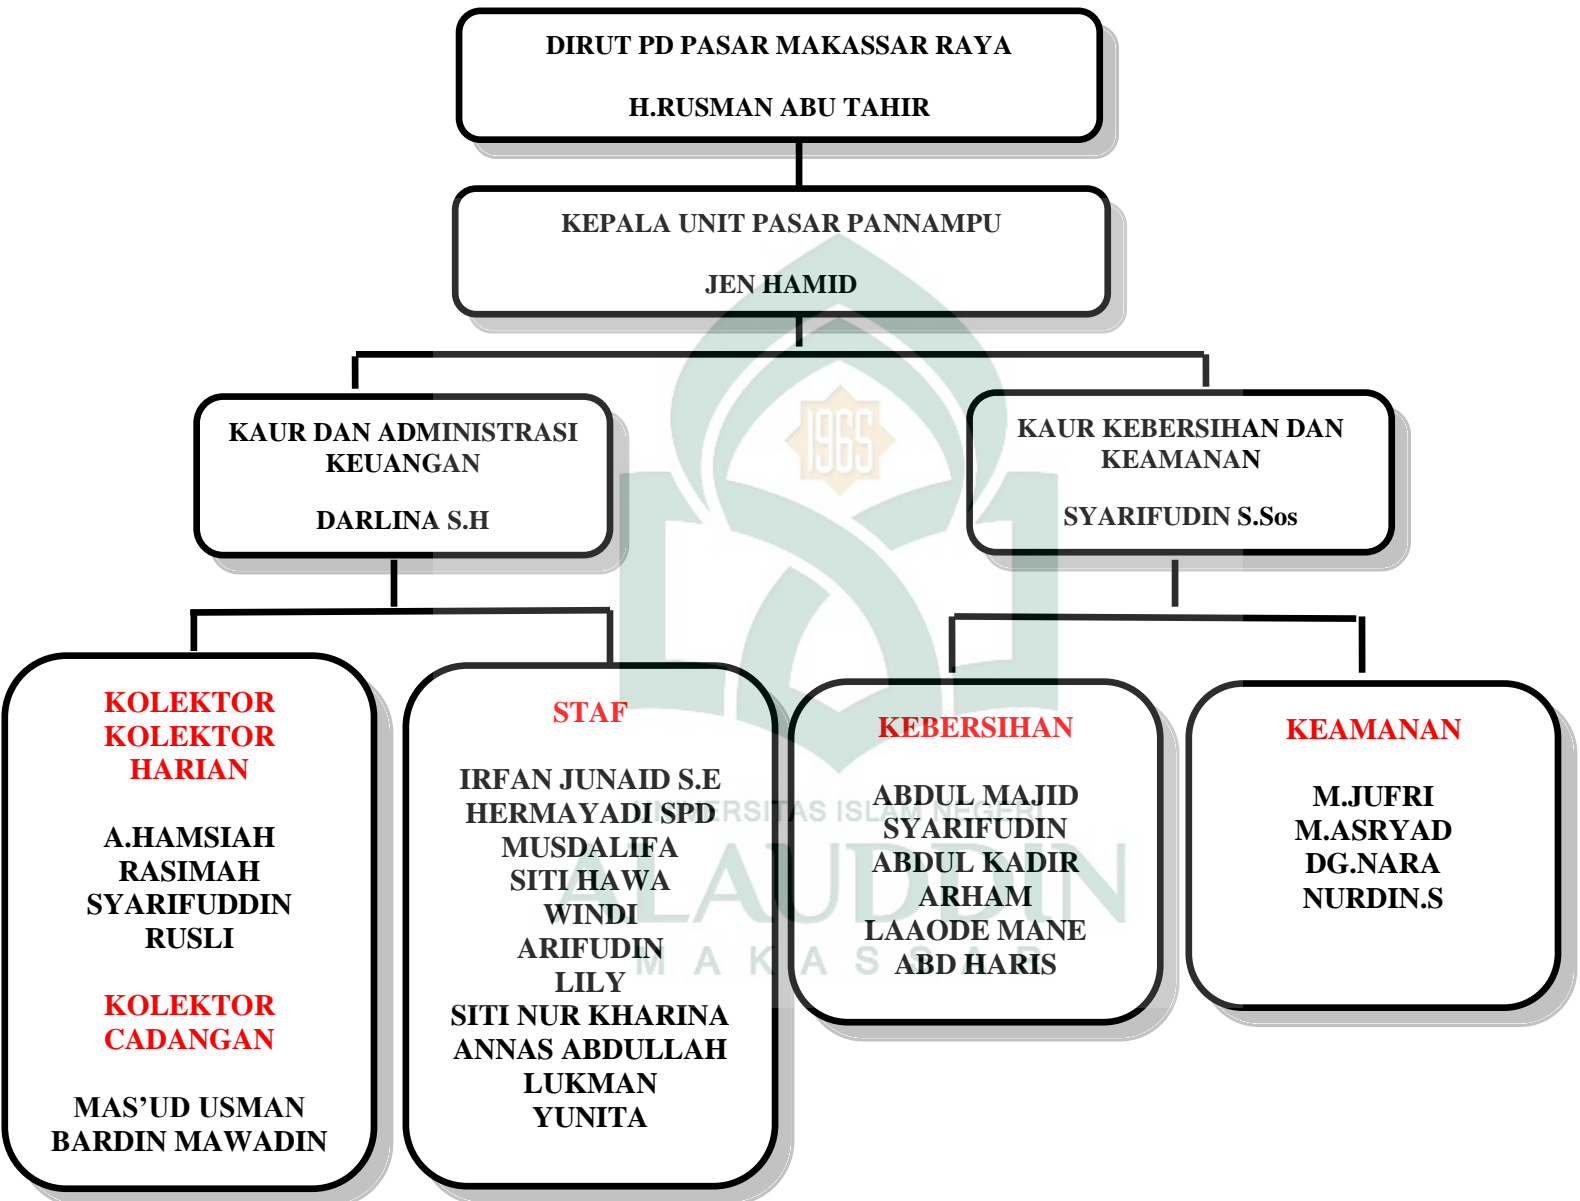 DIRUT PD PASAR MAKASSAR RAYA
H.RUSMAN ABU TAHIR
KEPALA UNIT PASAR PANNAMPU
JEN HAMID
KAUR DAN ADMINISTRASI
KEUANGAN
DARLINA S.H
KAUR KEBERSIHAN DAN
KEAMANAN
SYARIFUDIN S.Sos
1965
KOLEKTOR
KOLEKTOR
HARIAN
A.HAMSIAH
RASIMAH
SYARIFUDDIN
RUSLI
KOLEKTOR
CADANGAN
MAS’UD USMAN
BARDIN MAWADIN
STAF
IRFAN JUNAID S.E
HERMAYADI SPD
MUSDALIFA
SITI HAWA
WINDI
ARIFUDIN
LILY
SITI NUR KHARINA
ANNAS ABDULLAH
LUKMAN
YUNITA
KEBERSIHAN
ABDUL MAJID
SYARIFUDIN
ABDUL KADIR
ARHAM
LAAODE MANE
ABD HARIS
KEAMANAN
M.JUFRI
M.ASRYAD
DG.NARA
NURDIN.S
UNIVERSITAS ISLAM NEGERI
ALAUDDIN
MAKASSAR